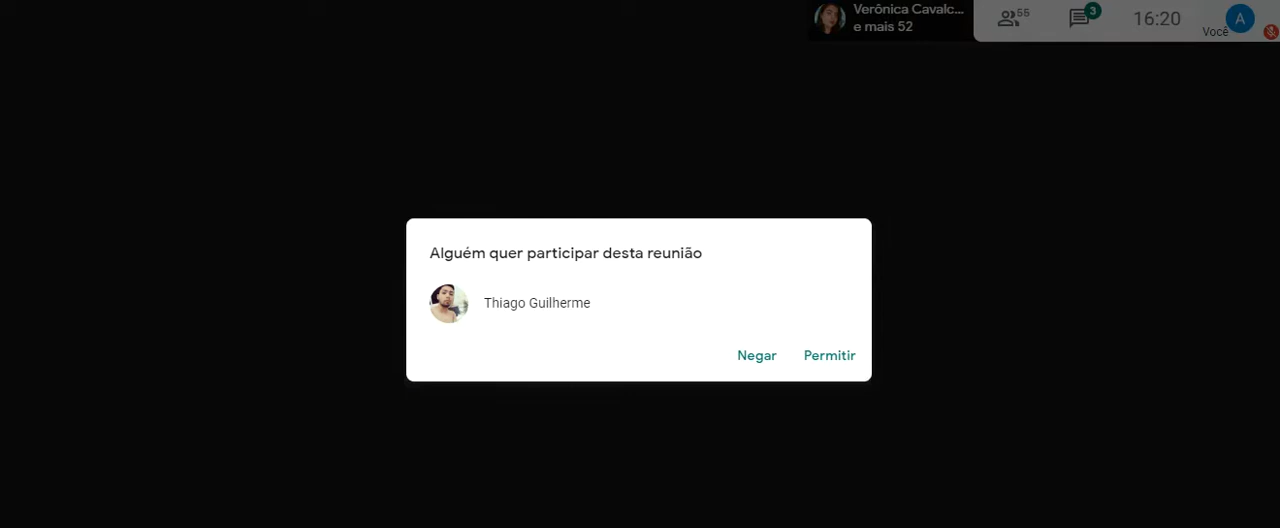 Verônica Cavalc...
e mais 52
55
3
16:20
A
Você
Alguém quer participar desta reunião
Thiago Guilherme
Negar
Permitir